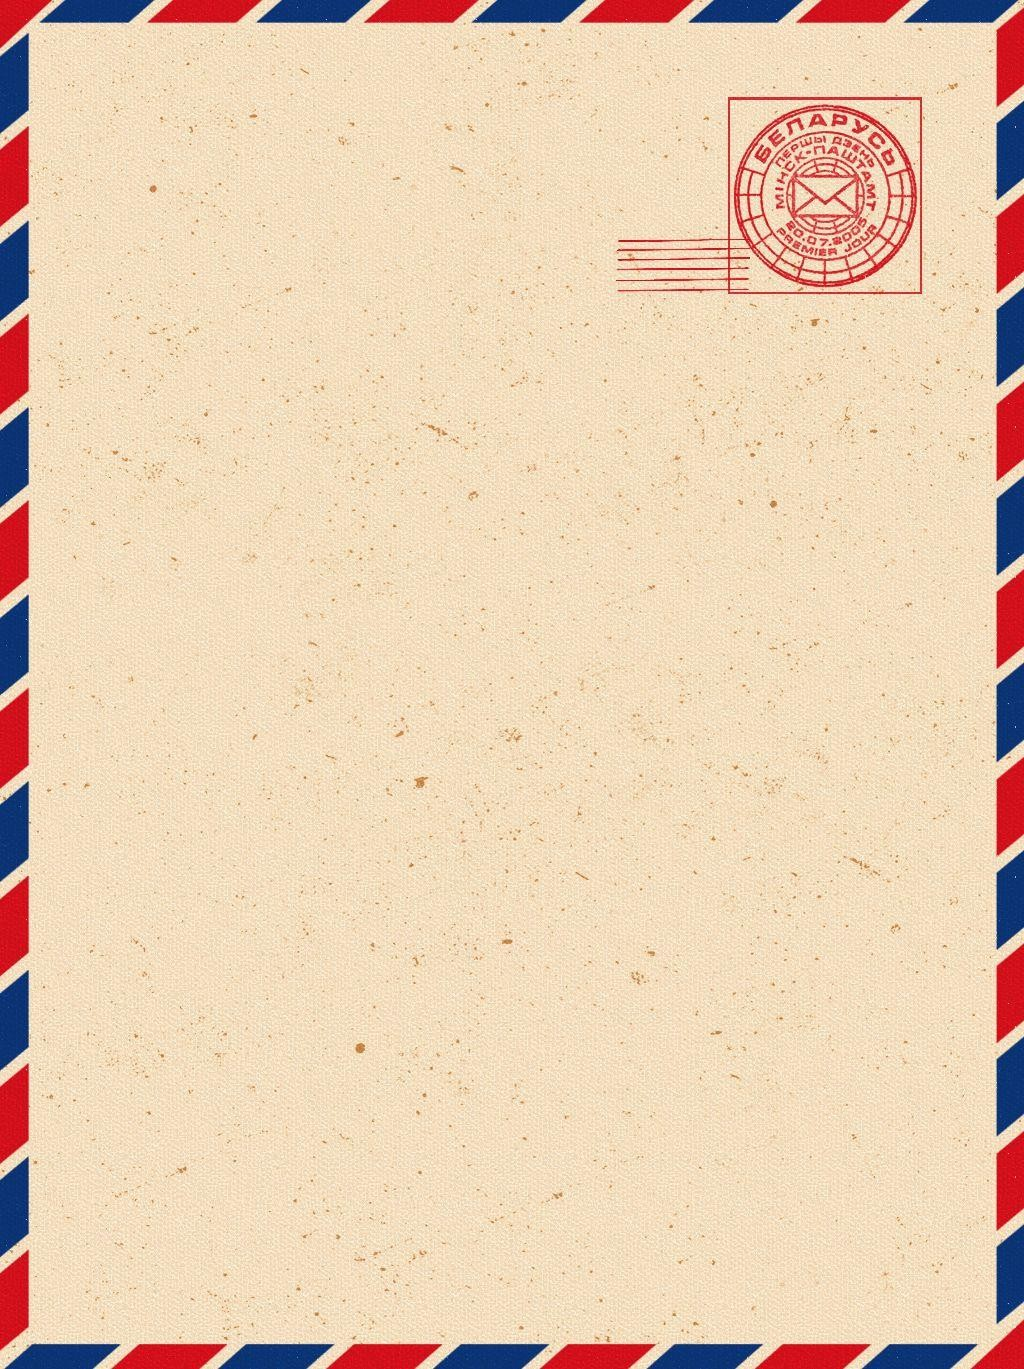 БЕЛАРУСЬ
ПЕРШЫ ДЗЕНЬ
МІНСК-ПАШТАМТ
20.07.2005
PREMIER JOUR